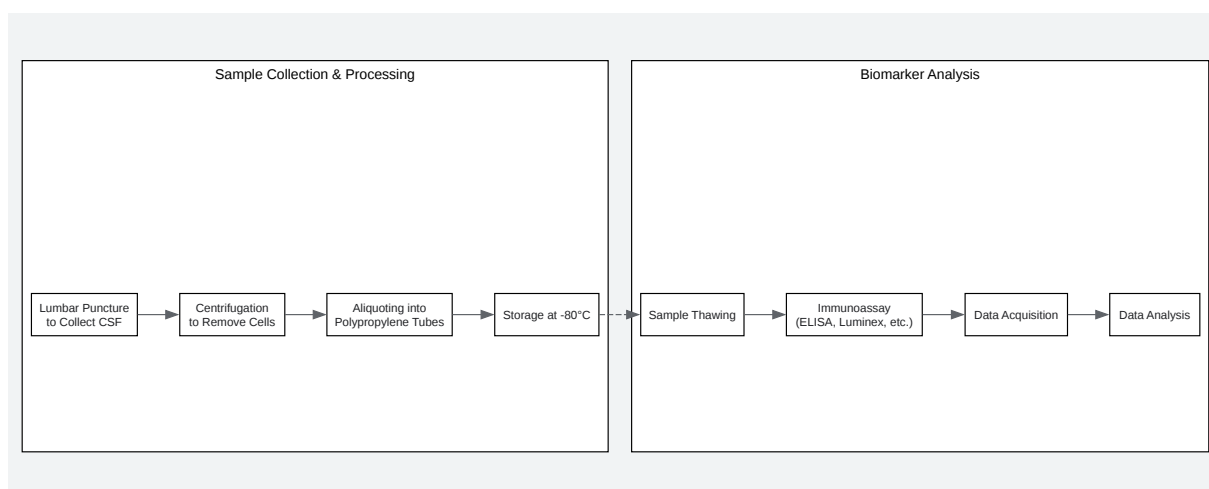 Sample Collection & Processing
Biomarker Analysis
Lumbar Puncture
to Collect CSF
Centrifugation
to Remove Cells
Aliquoting into
Polypropylene Tubes
Storage at -80°C
Sample Thawing
Immunoassay
(ELISA, Luminex, etc.)
Data Acquisition
Data Analysis